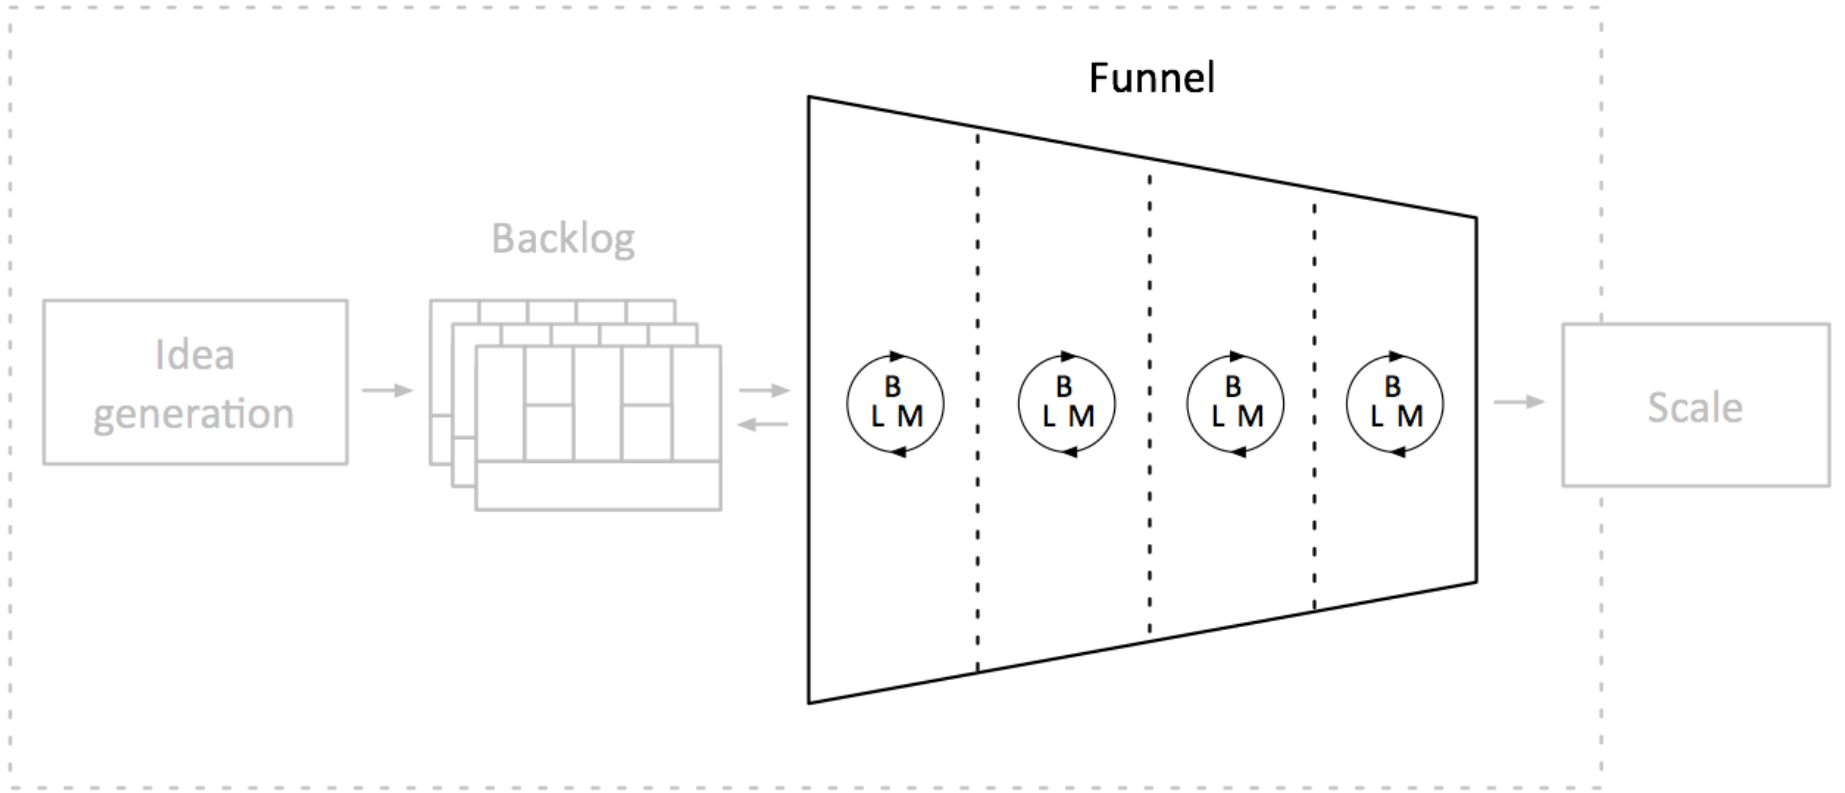 Funnel
Backlog
Idea
generation
B
L M
B
L M
B
L M
B
L M
Scale